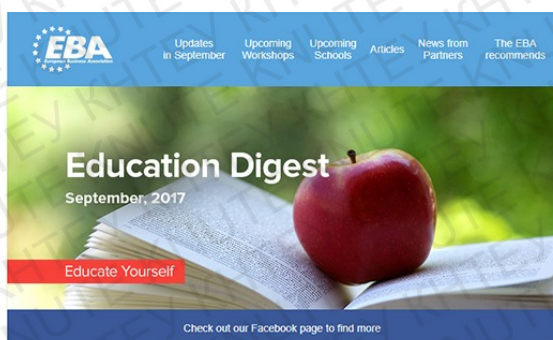 EBA
European Business Association
Updates
in September
Upcoming
Workshops
Upcoming
Schools
Articles
News from
Partners
The EBA
recommends
Education Digest
September, 2017
Educate Yourself
Check out our Facebook page to find more